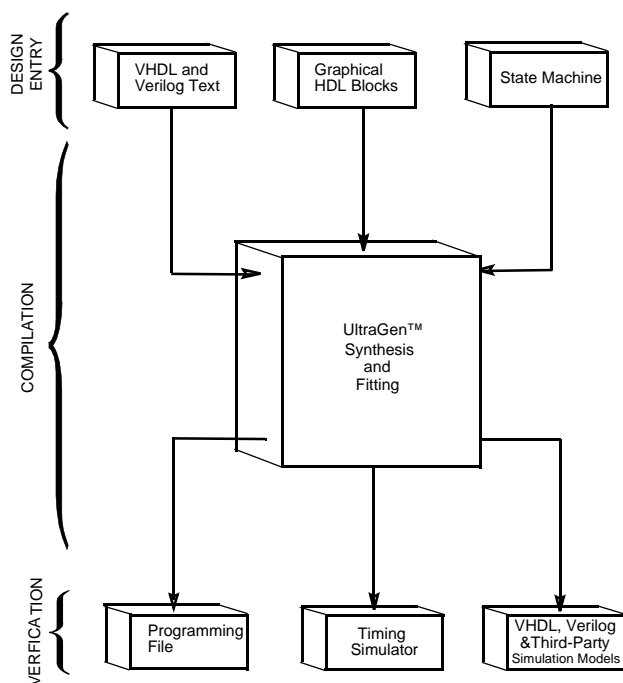 DESIGN
ENTRY
VHDL and
Verilog Text
Graphical
HDL Blocks
State Machine
COMPILATION
UltraGen™
Synthesis
and
Fitting
VERFICATION
Programming
File
Timing
Simulator
VHDL, Verilog
&Third-Party
Simulation Models